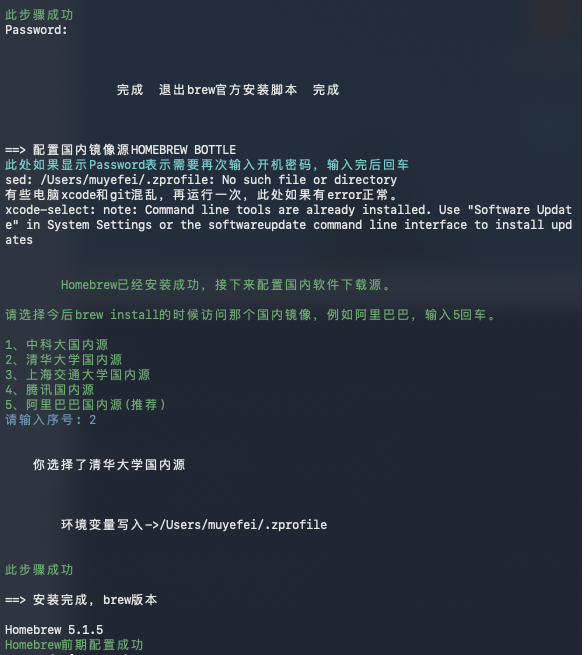 此步骤成功
Password:
完成 退出brew官方安装脚本 完成
==> 配置国内镜像源HOMEBREW BOTTLE
此处如果显示Password表示需要再次输入开机密码，输入完后回车
sed: /Users/muyefei/.zprofile: No such file or directory
有些电脑xcode和git混乱，再运行一次，此处如果有error正常。
xcode-select: note: Command line tools are already installed. Use "Software Updat
e" in System Settings or the softwareupdate command line interface to install upd
ates
Homebrew已经安装成功，接下来配置国内软件下载源。
请选择今后brew install的时候访问那个国内镜像，例如阿里巴巴，输入5回车。
1、中科大国内源
2、清华大学国内源
3、上海交通大学国内源
4、腾讯国内源
5、阿里巴巴国内源(推荐)
请输入序号: 2
你选择了清华大学国内源
环境变量写入->/Users/muyefei/.zprofile
此步骤成功
==> 安装完成，brew版本
Homebrew 5.1.5
Homebrew前期配置成功